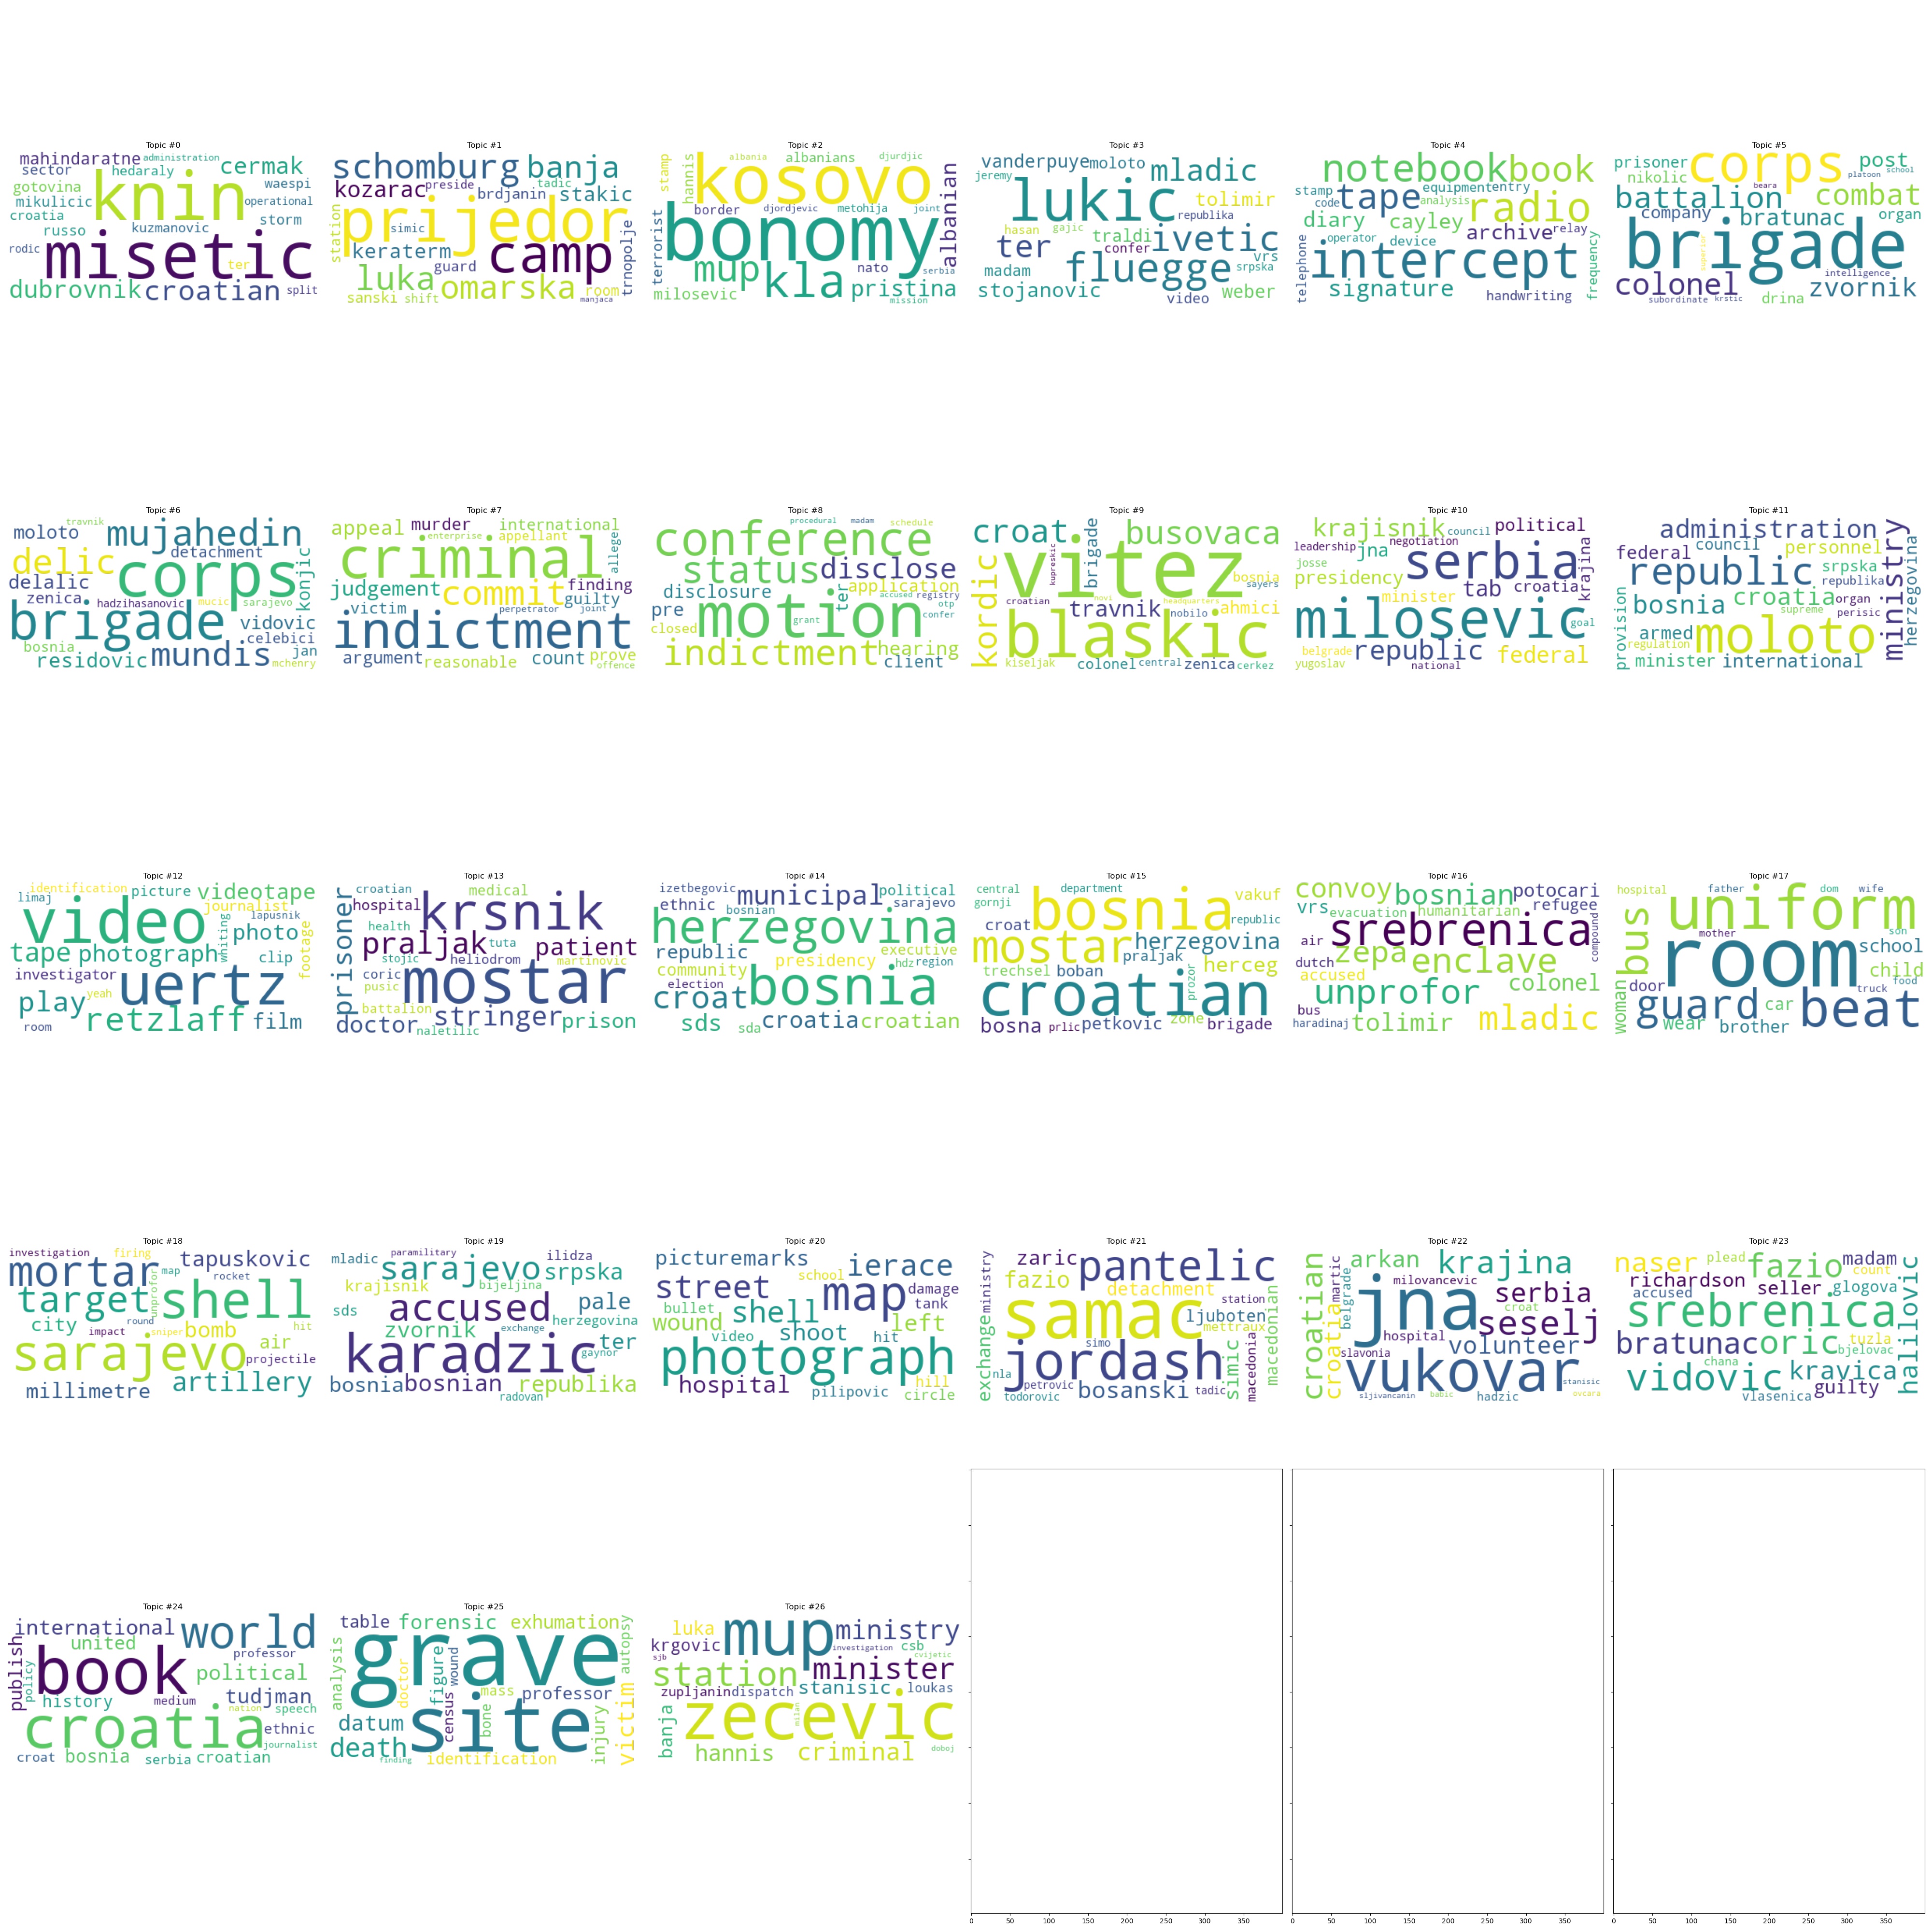 Topic #0
mahindaratne administration
sector hedaraly cermak
gotovina knin waespi
mikulicic operational
croatia storm
russo kuzmanovic
rodic misetic
ter
dubrovnik croatian split
Topic #1
schomburg banja
kozarac preside tadic
brdjanin stakic
station prijedor
simic
keraterm camp
guard trnopolje
luka omarska room
sanski shift manjaca
Topic #2
stamp hannis albania albanians djurdjic
kosovo albanian
border djordjevic metohija joint
terrorist bonomy
mup kla nato serbia
pristina
milosevic mission
Topic #3
vanderpuye moloto mladic
jeremy
lukic tolimir
republika
hasan gajic
ter traldi ivetic
confer vrs
madam fluegge srpska
stojanovic weber
video
Topic #4
notebook book
stamp tape equipment entry
code analysis radio
diary cayley archive relay
operator device
telephone intercept frequency
signature handwriting
Topic #5
prisoner corps post
nikolic platoon school
battalion beara combat
company bratunac organ
brigade
superior
colonel intelligence
zvornik
subordinate krstic drina
Topic #6
travnik
moloto mujahedin
delic detachment
delalic corps konjic
zenica hadzihasanovic mucic sarajevo
brigade vidovic
bosnia mundis celebici
residovic jan
mchenry
Topic #7
appeal murder international
enterprise appellant
criminal alleged
judgement commit finding
victim perpetrator guilty joint
indictment
argument reasonable count prove
offence
Topic #8
procedural madam schedule
conference
status disclose
disclosure application
pre ter accused registry
motion otp
closed grant confer
indictment hearing
client
Topic #9
croat brigade busovaca
kordic kupreskic vitez bosnia
sayers
croatian novi headquarters
travnik nobilo ahmici
blaskic
kiseljak colonel central zenica cerkez
Topic #10
krajisnik council political
leadership negotiation
josse jna serbia krajina
presidency tab croatia
minister
milosevic goal
belgrade republic federal
yugoslav national
Topic #11
administration ministry
federal council personnel herzegovina
republic srpska
republika
provision bosnia croatia organ
supreme perisic
armed moloto
regulation
minister international
Topic #12
identification picture videotape
limaj journalist
video lapusnik
tape photograph whiting photo footage
investigator clip
play yeah uertz
room retzlaff film
Topic #13
croatian medical
prisoner hospital krsnik
health
praljak tuta patient
stojic heliodrom martinovic
coric mostar
pusic
battalion stringer
doctor naletilic prison
Topic #14
izetbegovic municipal political
ethnic bosnian sarajevo
herzegovina
republic executive
community presidency hdz region
election
croat bosnia
sds sda croatia croatian
Topic #15
central department
gornji bosnia vakuf
croat republic
mostar herzegovina
praljak
trechsel boban herceg
croatian prozor
bosna prlic petkovic zone brigade
Topic #16
convoy bosnian potocari
vrs evacuation humanitarian refugee
air srebrenica compound
dutch zepa enclave
accused colonel
unprofor
bus
haradinaj tolimir mladic
Topic #17
hospital father dom wife
bus uniform
mother son
room school
door child
woman guard car truck food
wear brother beat
Topic #18
investigation firing tapuskovic
mortar unprofor map
rocket
target shell
city round
impact sniper bomb hit
air
sarajevo projectile
millimetre artillery
Topic #19
mladic paramilitary ilidza
sarajevo srpska
krajisnik bijeljina
sds accused pale
herzegovina
zvornik exchange ter
karadzic gaynor
bosnia bosnian republika
radovan
Topic #20
picture marks ierace
street school map damage
bullet tank
wound shell left
video shoot hit
photograph
hospital hill
pilipovic circle
Topic #21
ministry zaric pantelic
fazio detachment
samac station
ljuboten
exchange simo mettraux macedonian
jordash simic macedonia
nla
petrovic bosanski tadic
todorovic
Topic #22
croatian martic arkan krajina
belgrade milovancevic serbia
croatia jna croat
hospital seselj
slavonia volunteer
vukovar stanisic
sljivancanin babic hadzic ovcara
Topic #23
naser plead fazio madam
count
richardson seller glogova
accused
srebrenica halilovic
bratunac oric tuzla
chana bjelovac
vidovic kravica
guilty
vlasenica
Topic #24
international world
publish united professor
policy book political
history medium tudjman
nation speech
croatia ethnic
journalist
croat bosnia serbia croatian
Topic #25
table forensic exhumation
analysis grave autopsy
doctor figure wound
census bone mass professor
datum site injury victim
death
finding identification
Topic #26
luka mup ministry
krgovic investigation csb
sjb cvijetic
station minister
zupljanin dispatch stanisic loukas
banja zecevic
milan
hannis criminal doboj
0 50 100 150 200 250 300 350
0 50 100 150 200 250 300 350
0 50 100 150 200 250 300 350